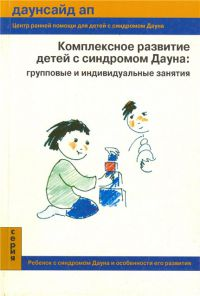 даунсайд ап
Центр ранней помощи для детей с синдромом Дауна
Комплексное развитие
детей с синдромом Дауна:
групповые и индивидуальные занятия
серия
Ребенок с синдромом Дауна и особенности его развития